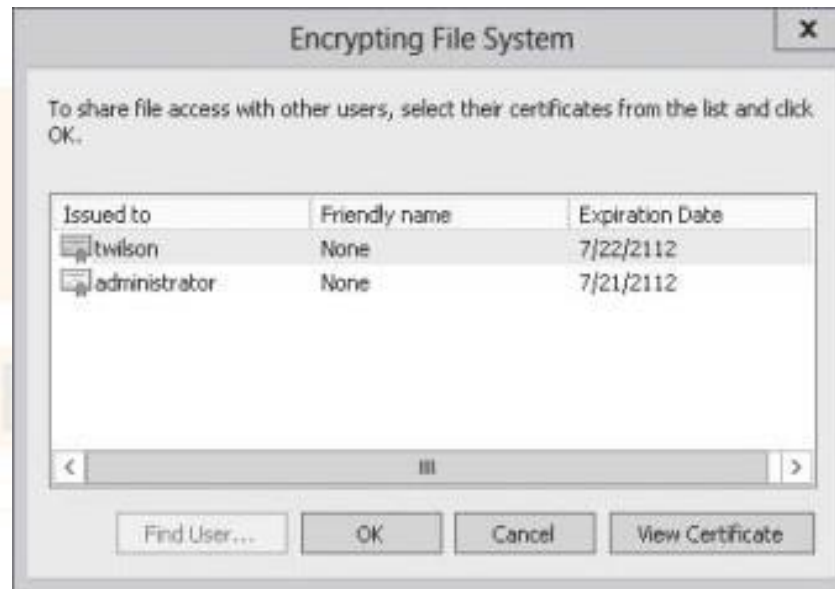 Encrypting File System
x
To share file access with other users, select their certificates from the list and click
OK.
Issued to Friendly name Expiration Date
twilson None 7/22/2112
administrator None 7/21/2112
Find User... OK Cancel View Certificate